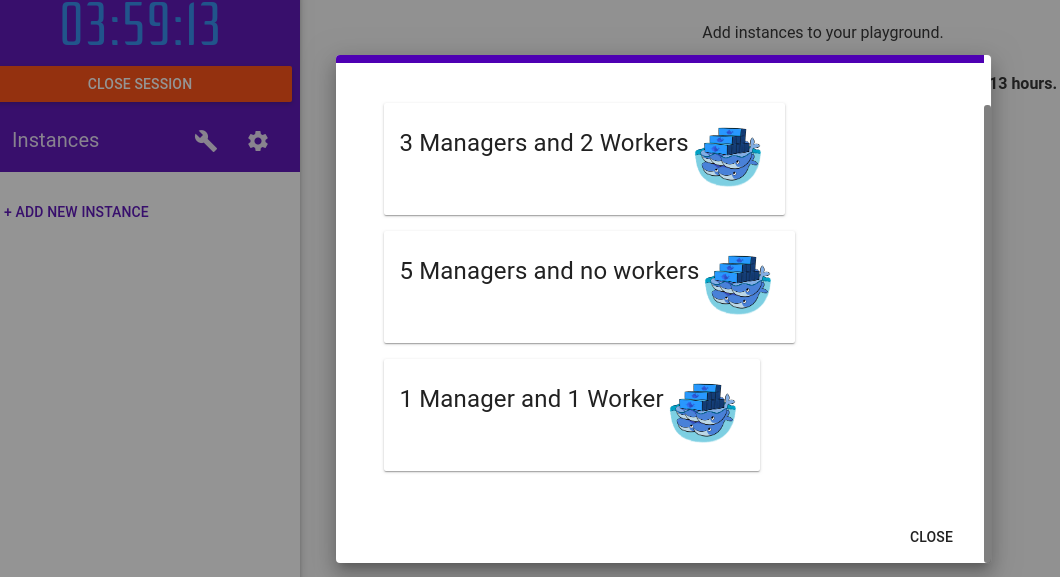 03:59:13
CLOSE SESSION
Instances
+ ADD NEW INSTANCE
Add instances to your playground.
13 hours.
3 Managers and 2 Workers
5 Managers and no workers
1 Manager and 1 Worker
CLOSE